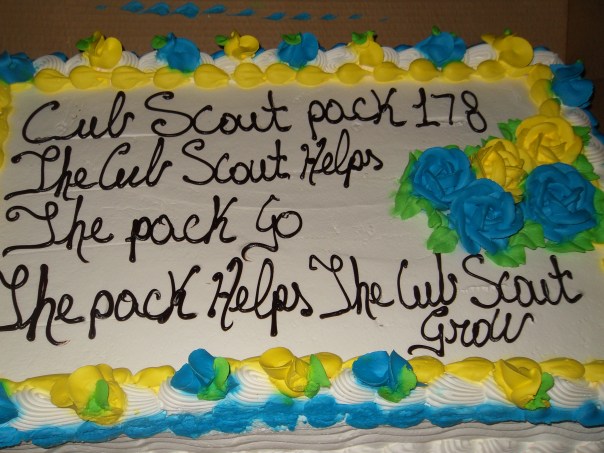 Cub Scout pack 178
The Cub Scout Helps
The pack Go
The pack Helps The Cub Scout
Grow